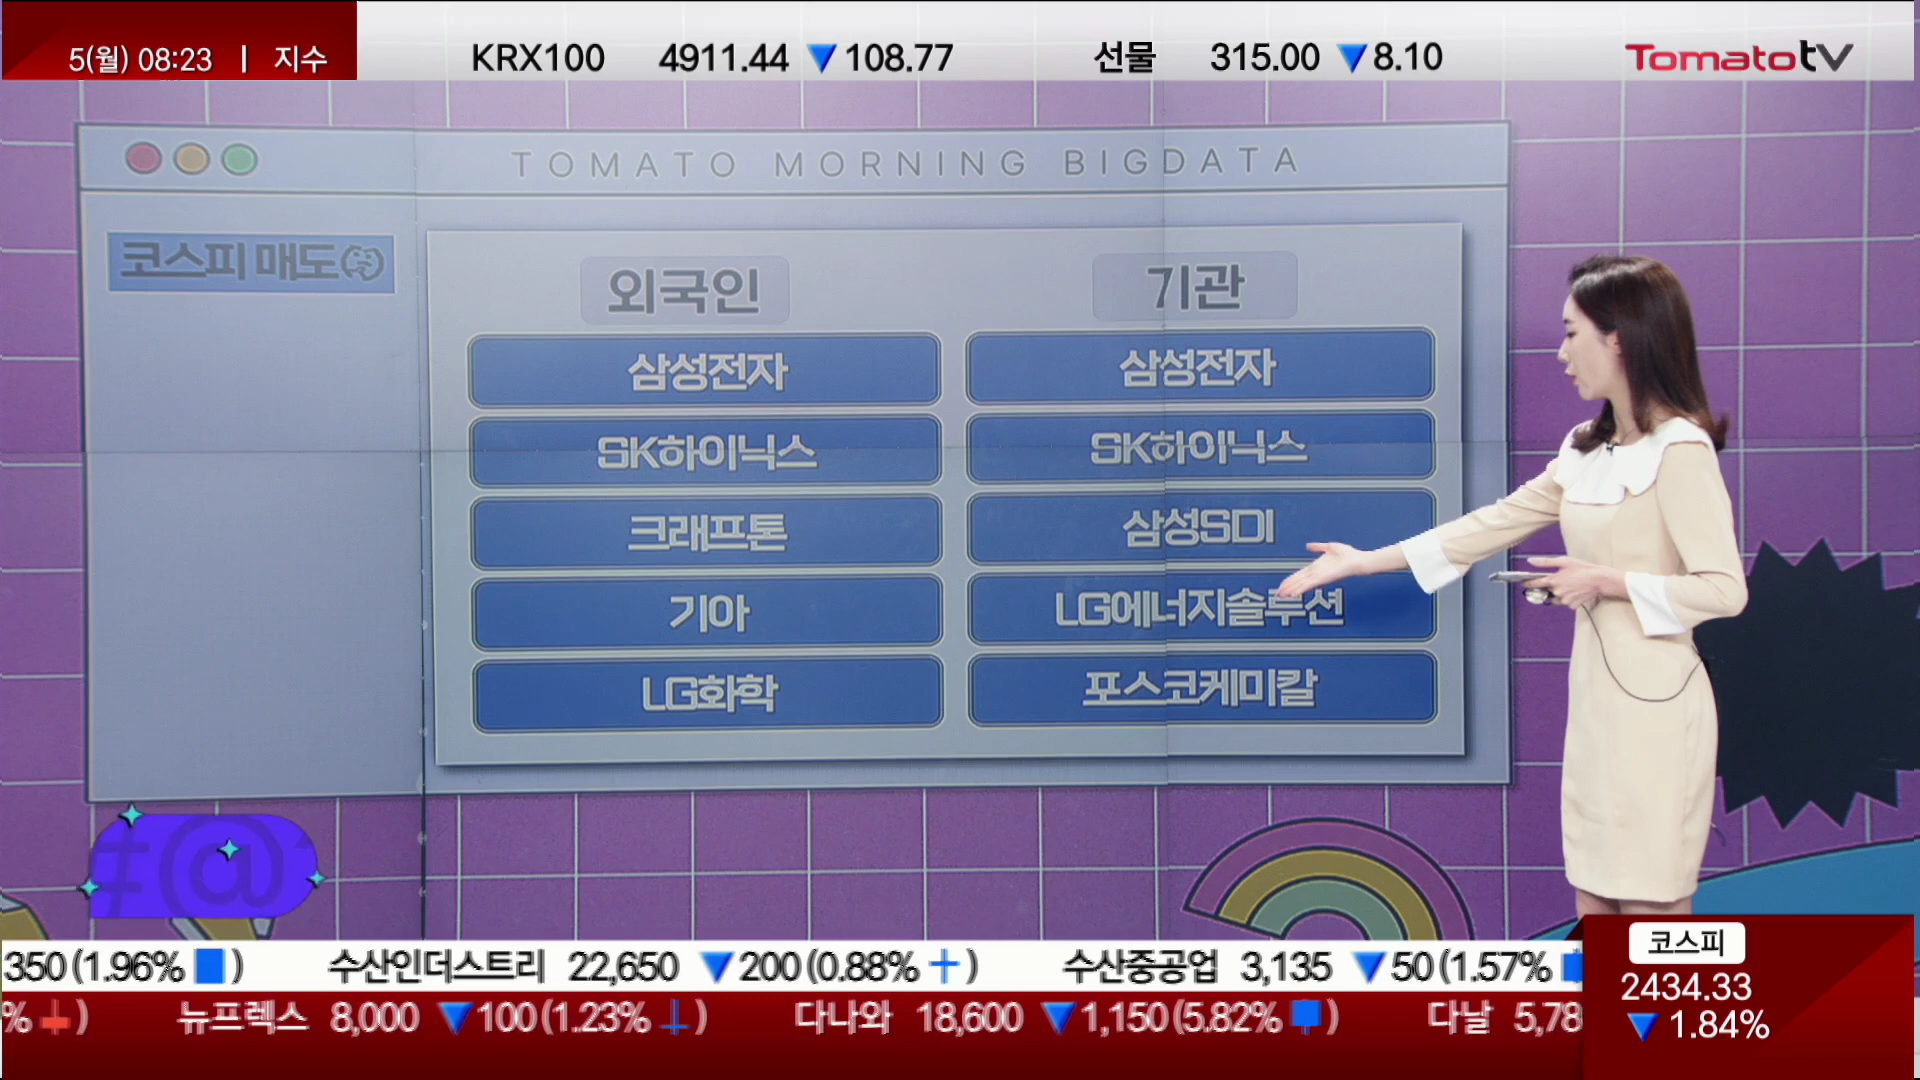 5(월) 08:23 | 지수 KRX100 4911.44 ▼108.77 선물 315.00 ▼8.10 Tomatotv
TOMATO MORNING BIGDATA
코스피 매도
외국인 기관
삼성전자 삼성전자
SK하이닉스 SK하이닉스
크래프톤 삼성SDI
기아 LG에너지솔루션
LG화학 포스코케미칼
#@
코스피
2434.33
▼1.84%
350(1.96% ) 수산인더스트리 22,650 ▼200(0.88% ) 수산중공업 3,135 ▼50(1.57%
% ) 뉴프렉스 8,000 ▼100(1.23% ) 다나와 18,600 ▼1,150(5.82% ) 다날 5,78